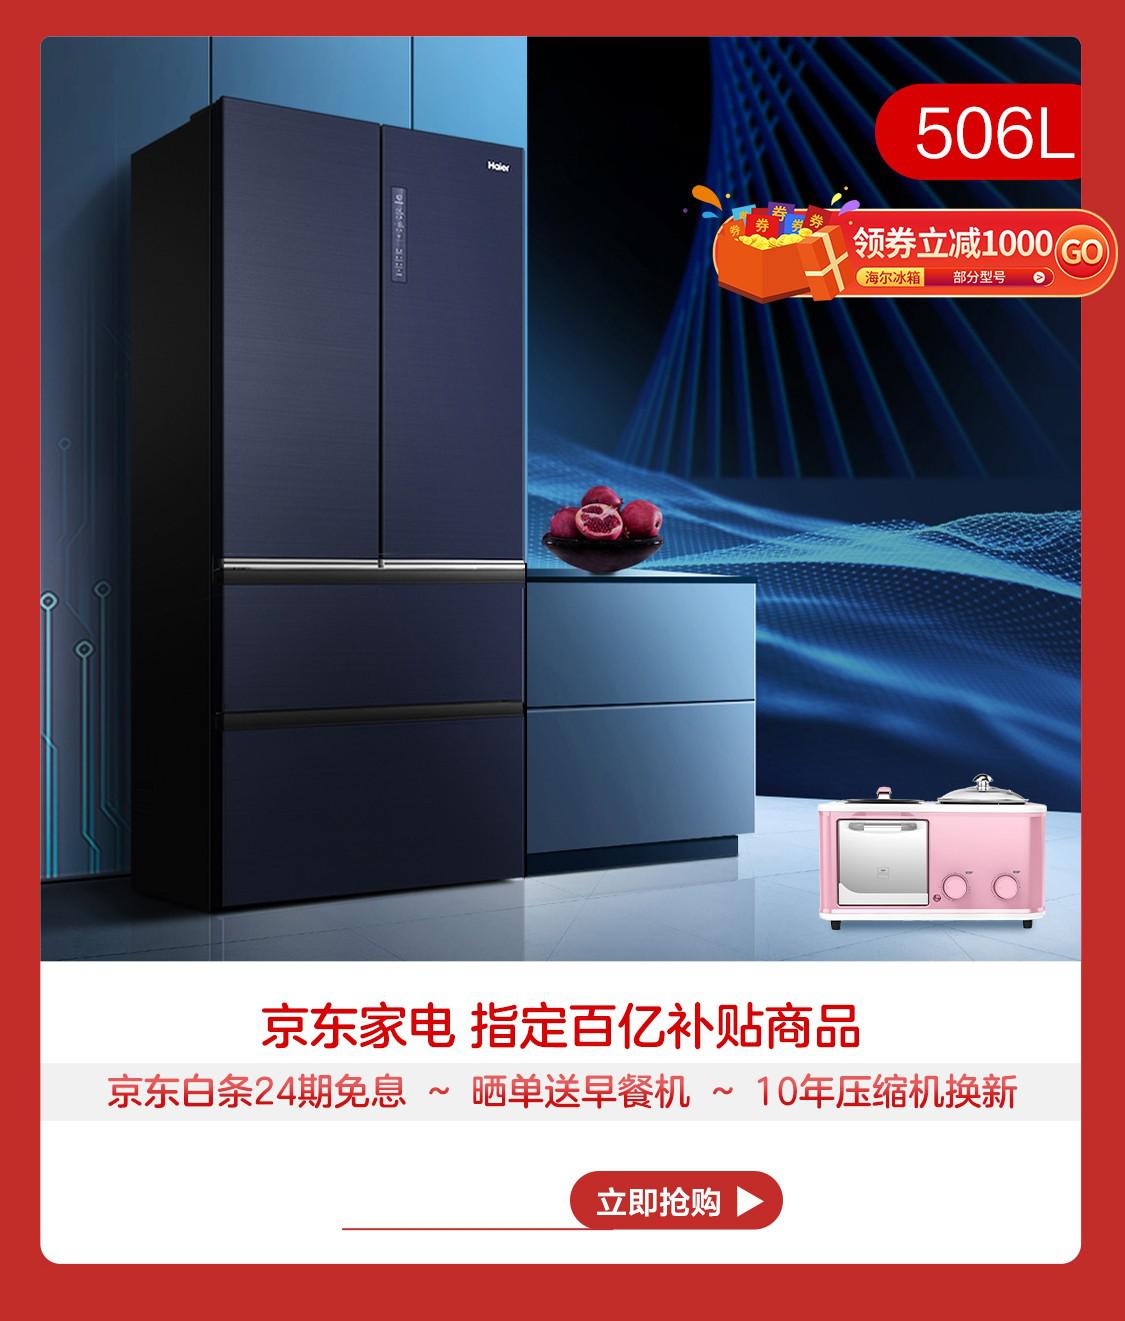 Haier
506L
券 券 券 券 券
领券立减1000
GO
海尔冰箱 部分型号 >
京东家电 指定百亿补贴商品
京东白条24期免息 ~ 晒单送早餐机 ~ 10年压缩机换新
立即抢购